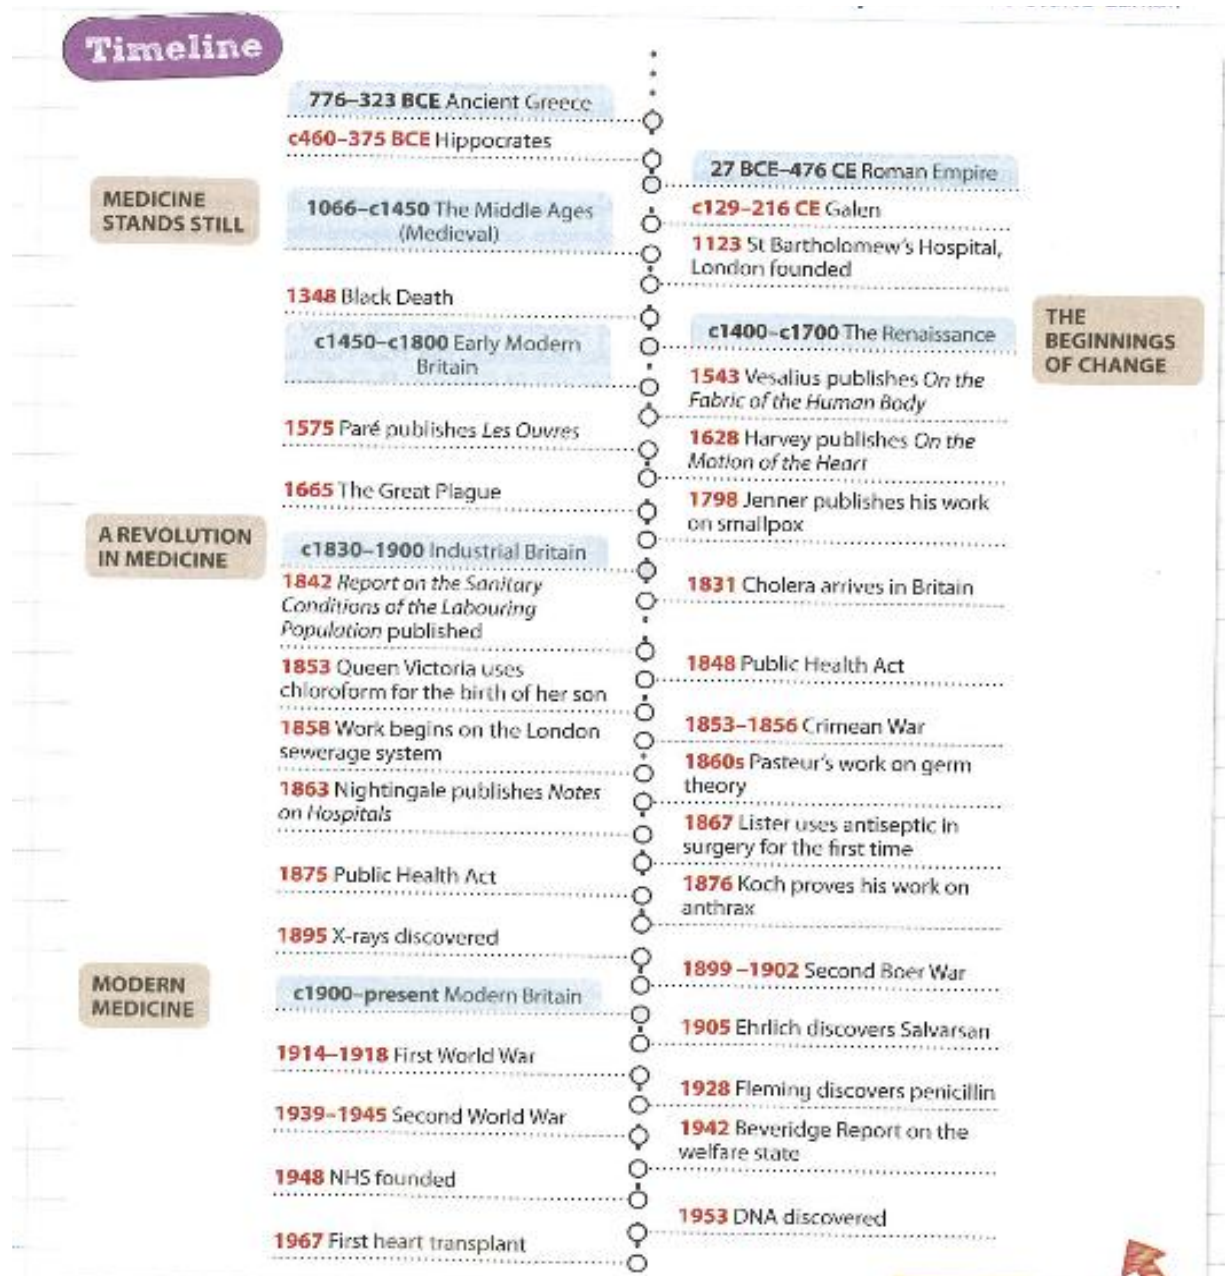 Timeline
776–323 BCE Ancient Greece
c460–375 BCE Hippocrates
27 BCE–476 CE Roman Empire
MEDICINE
STANDS STILL
1066–c1450 The Middle Ages
(Medieval)
c129–216 CE Galen
1123 St Bartholomew's Hospital,
London founded
1348 Black Death
THE
BEGINNINGS
OF CHANGE
c1400–c1700 The Renaissance
c1450–c1800 Early Modern
Britain
1543 Vesalius publishes On the
Fabric of the Human Body
1575 Paré publishes Les Ouvres
1628 Harvey publishes On the
Motion of the Heart
1665 The Great Plague
1798 Jenner publishes his work
on smallpox
A REVOLUTION
IN MEDICINE
c1830–1900 Industrial Britain
1831 Cholera arrives in Britain
1842 Report on the Sanitary
Conditions of the Labouring
Population published
1848 Public Health Act
1853 Queen Victoria uses
chloroform for the birth of her son
1853–1856 Crimean War
1858 Work begins on the London
sewerage system
1860s Pasteur's work on germ
theory
1863 Nightingale publishes Notes
on Hospitals
1867 Lister uses antiseptic in
surgery for the first time
1875 Public Health Act
1876 Koch proves his work on
anthrax
1895 X-rays discovered
1899 –1902 Second Boer War
MODERN
MEDICINE
c1900–present Modern Britain
1905 Ehrlich discovers Salvarsan
1914–1918 First World War
1928 Fleming discovers penicillin
1939–1945 Second World War
1942 Beveridge Report on the
welfare state
1948 NHS founded
1953 DNA discovered
1967 First heart transplant